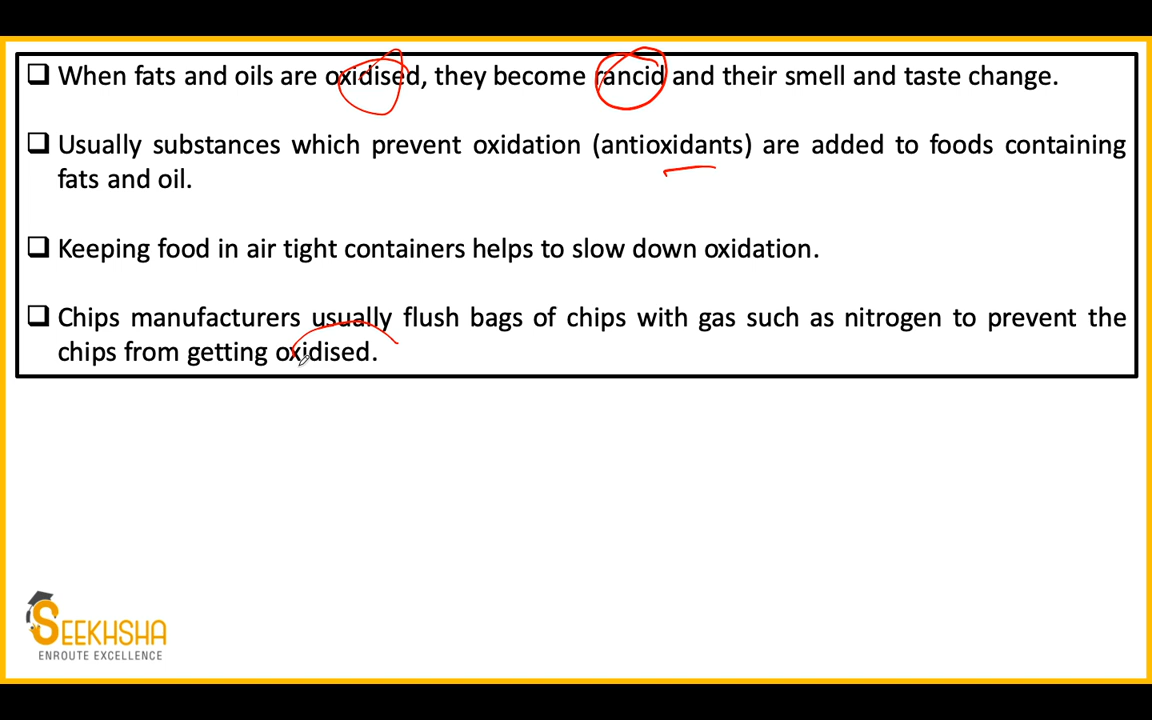 ❑ When fats and oils are oxidised, they become rancid and their smell and taste change.
❑ Usually substances which prevent oxidation (antioxidants) are added to foods containing
fats and oil.
❑ Keeping food in air tight containers helps to slow down oxidation.
❑ Chips manufacturers usually flush bags of chips with gas such as nitrogen to prevent the
chips from getting oxidised.
SEEKHSHA
ENROUTE EXCELLENCE